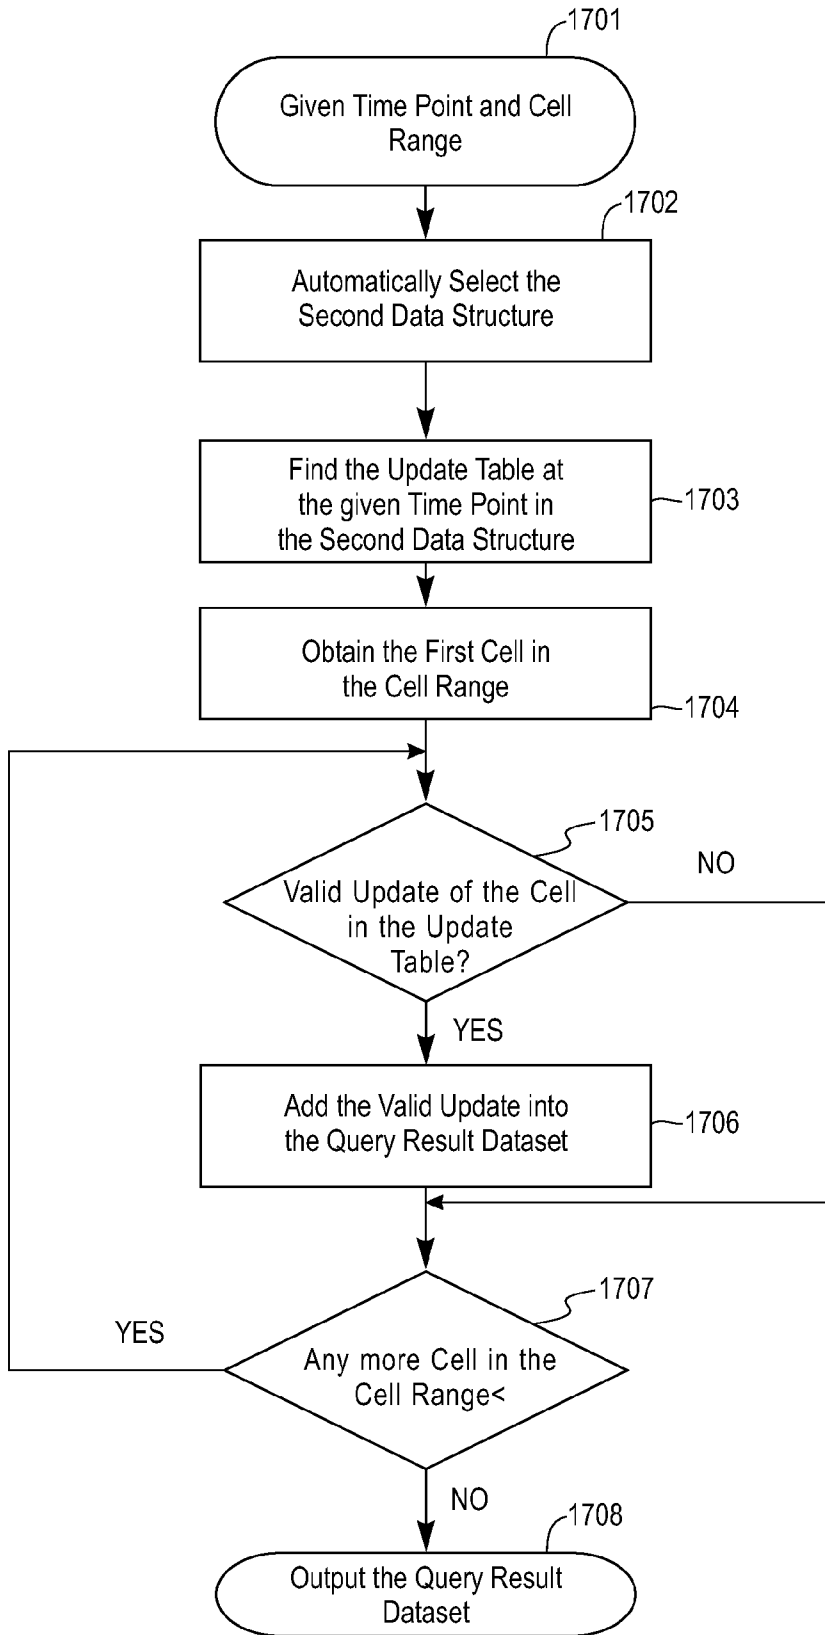 1701
Given Time Point and Cell
Range
1702
Automatically Select the
Second Data Structure
Find the Update Table at
the given Time Point in
the Second Data Structure
1703
Obtain the First Cell in
the Cell Range
1704
1705
NO
Valid Update of the Cell
in the Update
Table?
YES
Add the Valid Update into
the Query Result Dataset
1706
1707
YES
Any more Cell in the
Cell Range<
NO
1708
Output the Query Result
Dataset